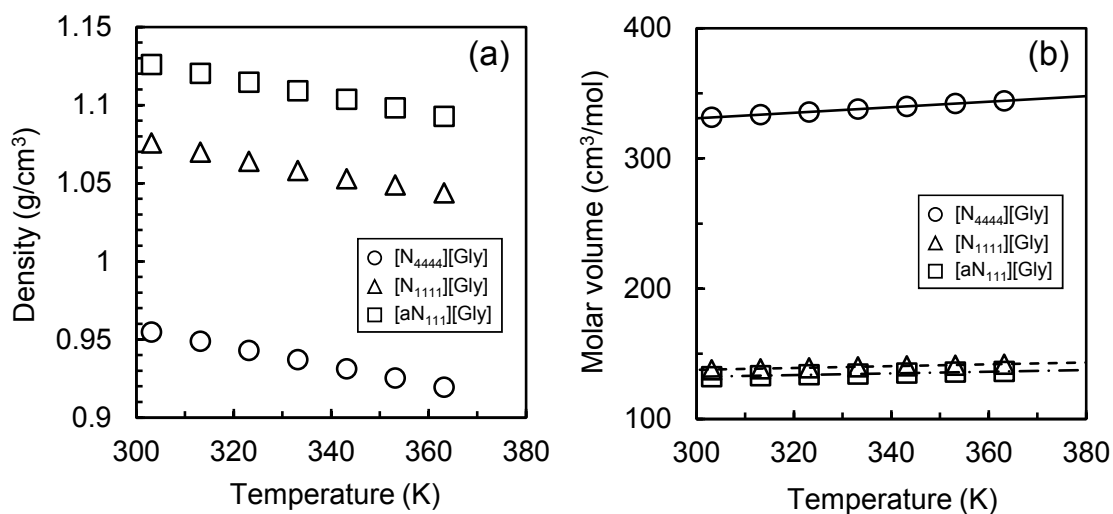 (a)
Density (g/cm³)
1.15
1.1
1.05
1
0.95
0.9
300 320 340 360 380
Temperature (K)
[N₄₄₄₄][Gly]
[N₁₁₁₁][Gly]
[aN₁₁₁][Gly]
(b)
Molar volume (cm³/mol)
400
300
200
100
300 320 340 360 380
Temperature (K)
[N₄₄₄₄][Gly]
[N₁₁₁₁][Gly]
[aN₁₁₁][Gly]